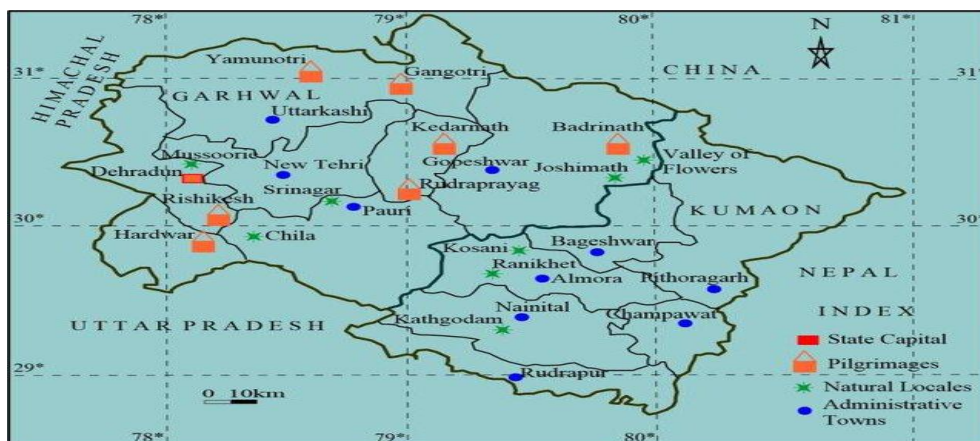 78* 79* 80* 81*
N
Yamunotri
31* Gangotri CHINA 31*
HIMACHAL
PRADESH
GARHWAL
Uttarkashi
Kedarnath Badrinath
Mussoorie
Dehradun New Tehri Gopeshwar Joshimath Valley of
Flowers
Srinagar Rudraprayag
Rishikesh Pauri
KUMAON
30* 30*
Hardwar Chila
Kosani Bageshwar
Ranikhet
Almora Pithoragarh
NEPAL
UTTAR PRADESH
Nainital
Kathgodam Champawat
INDEX
State Capital
Pilgrimages
29* Rudrapur 29*
Natural Locales
Administrative
Towns
0 10km
78* 79* 80* 81*